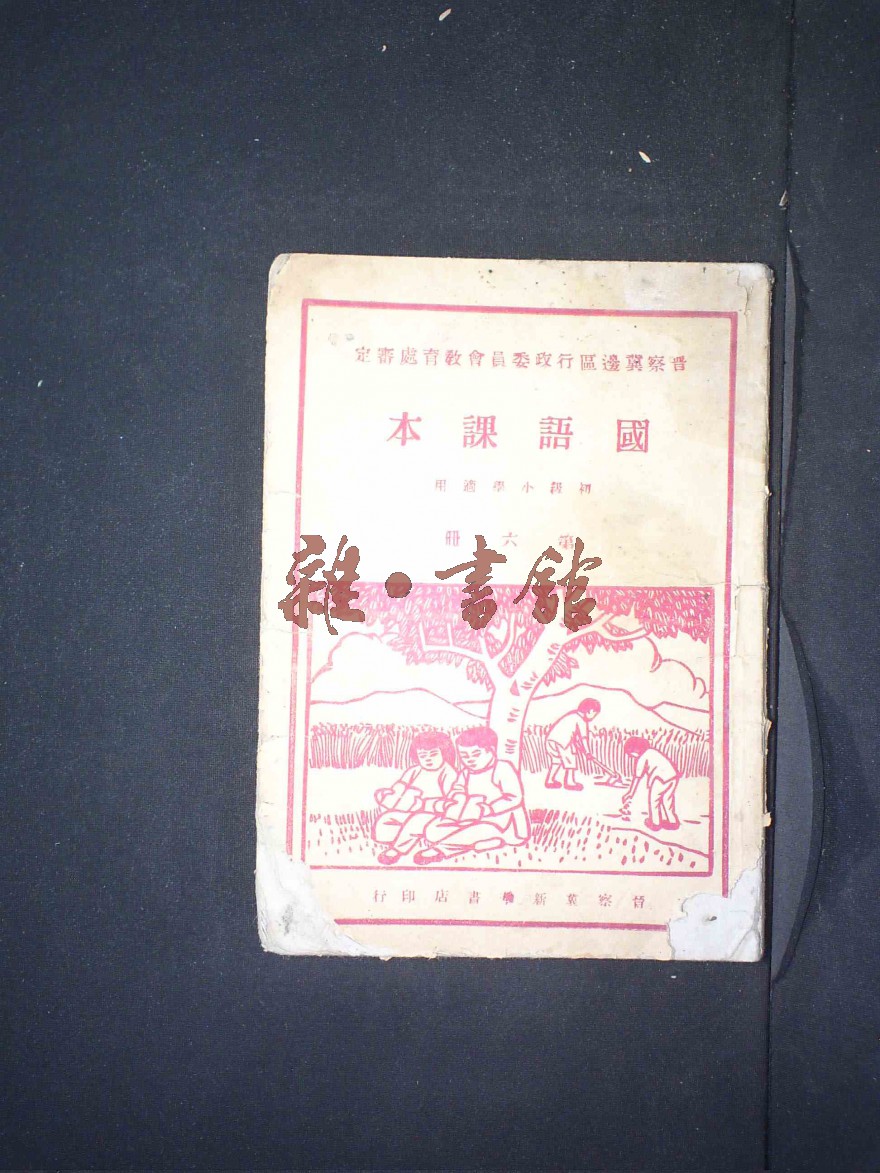 晋察冀邊區行政委員會教育處審定
國語課本
初級小學適用
第六冊
雜·書館
晋察冀新華書店印行